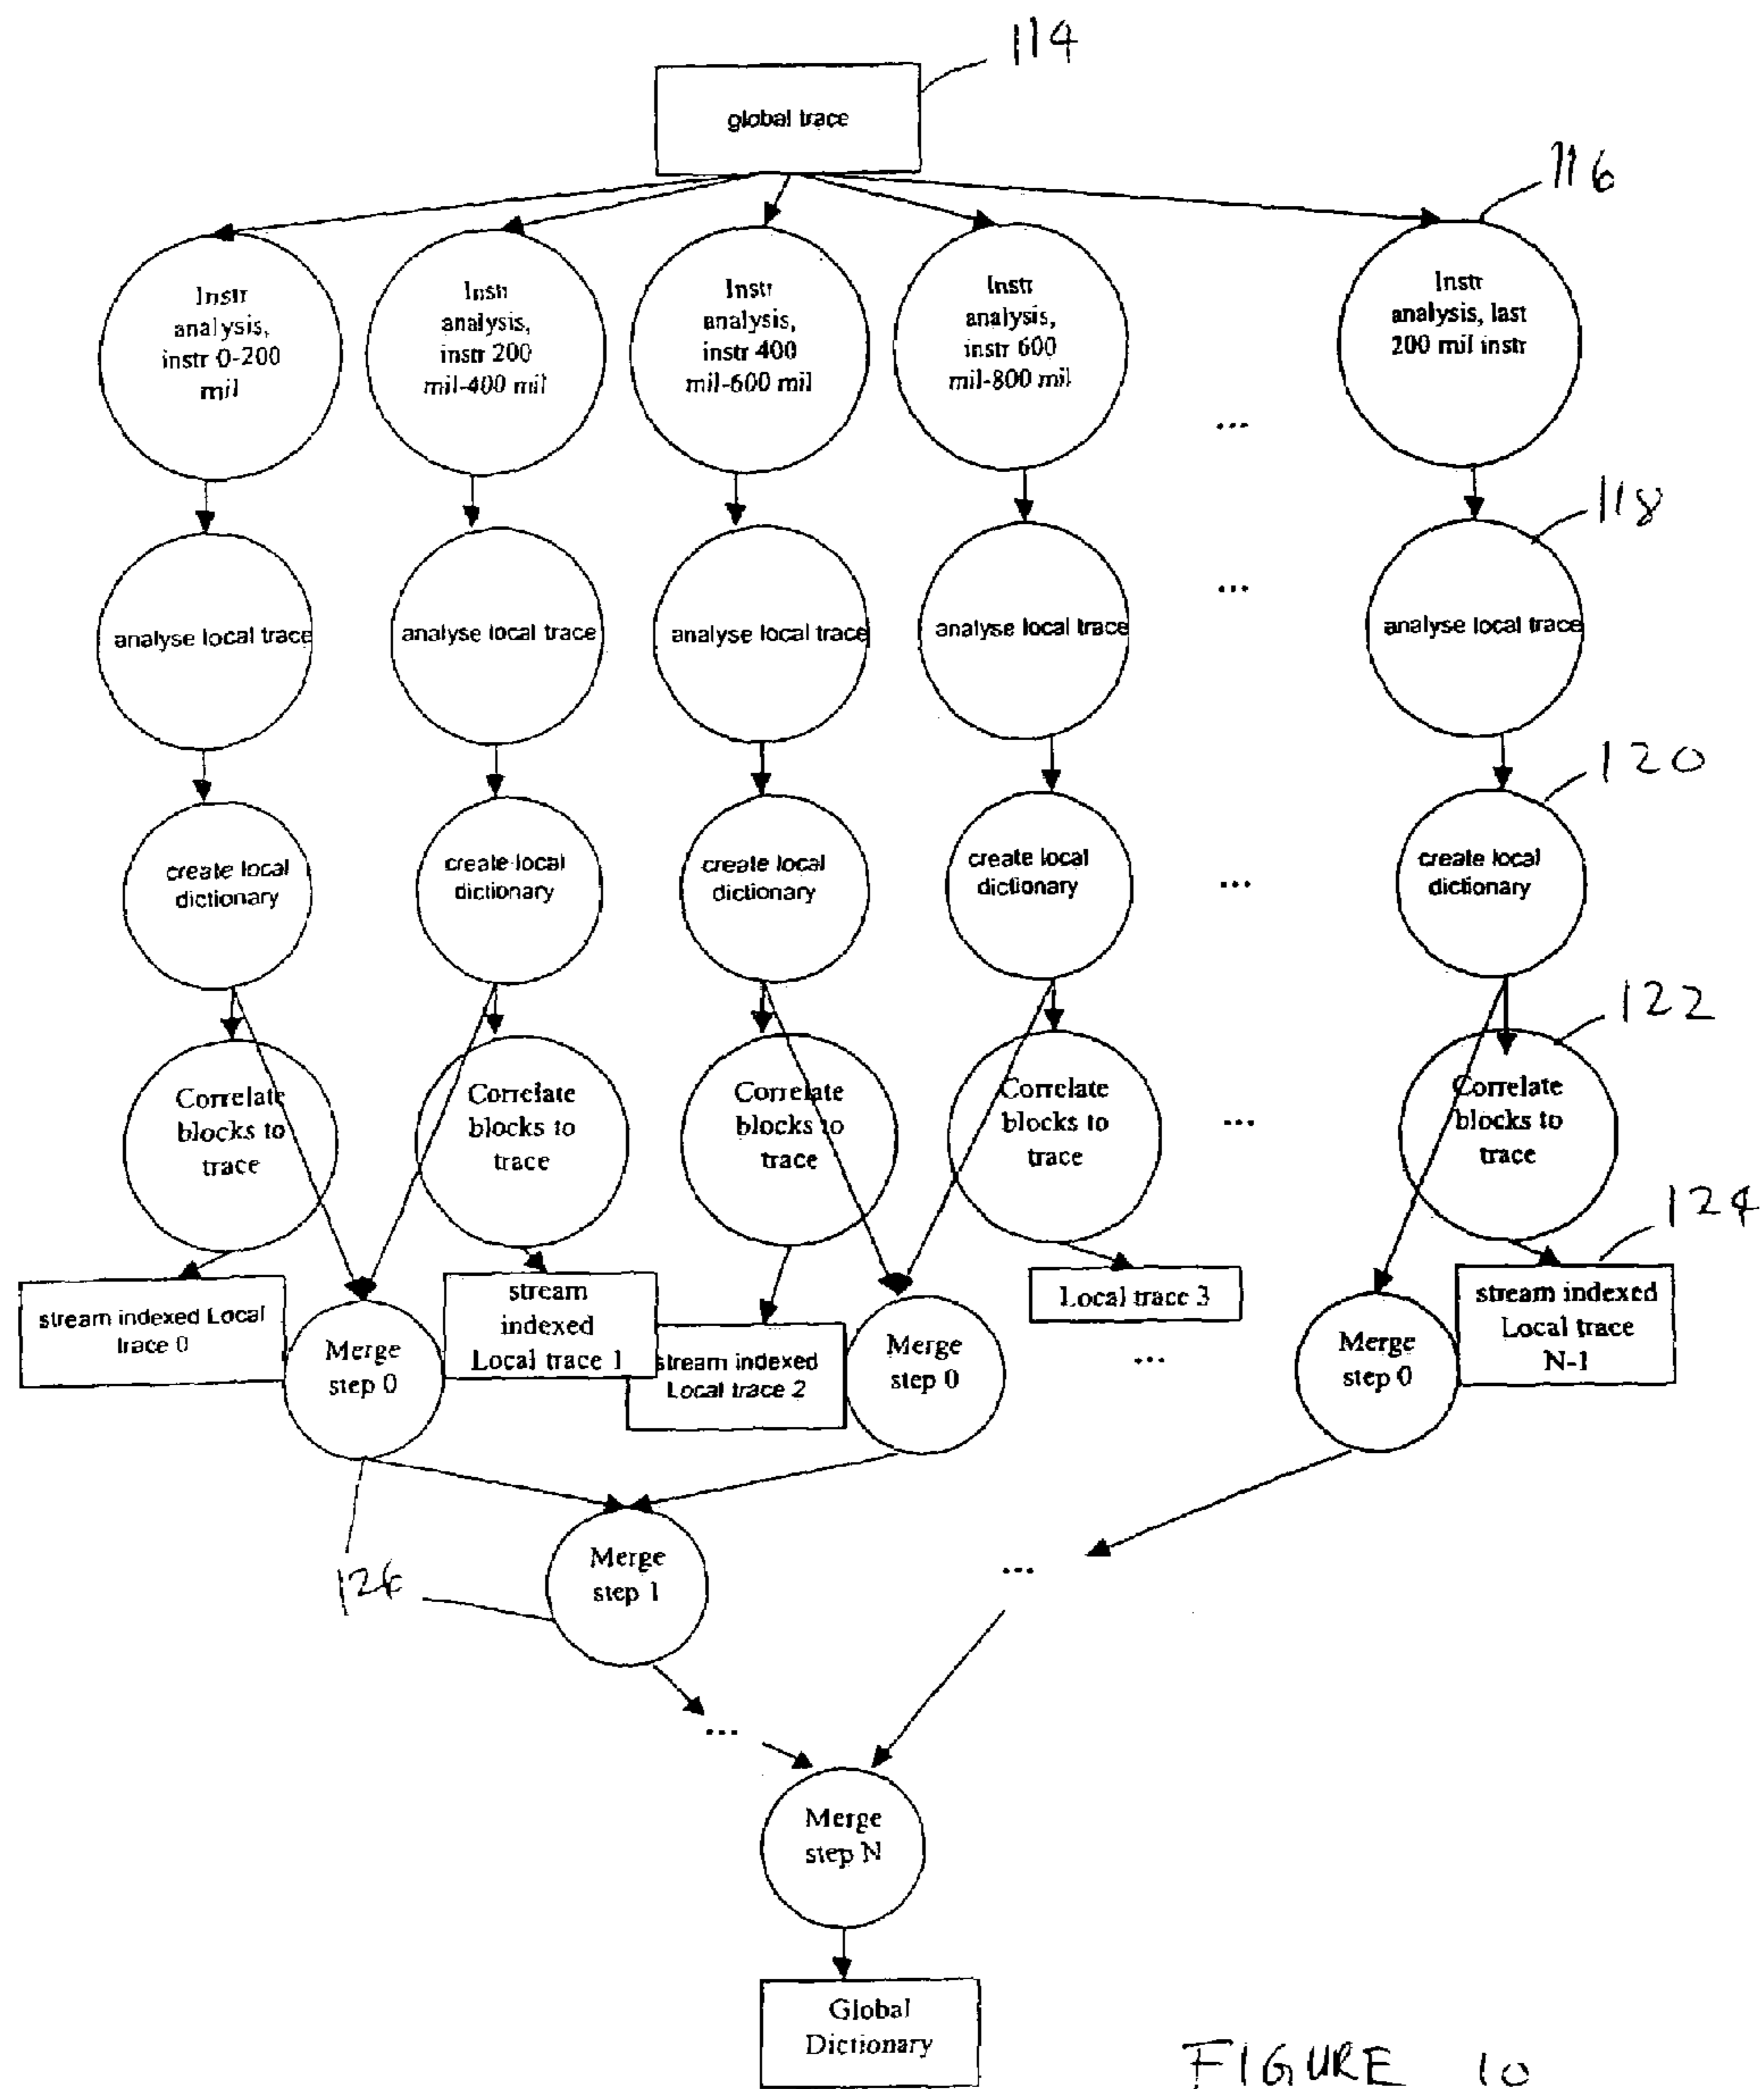 114
global trace
116
Instr
analysis,
instr 0-200
mil
Instr
analysis,
instr 200
mil-400 mil
Instr
analysis,
instr 400
mil-600 mil
Instr
analysis,
instr 600
mil-800 mil
...
Instr
analysis, last
200 mil instr
118
analyse local trace
analyse local trace
analyse local trace
analyse local trace
...
analyse local trace
120
create local
dictionary
create local
dictionary
create local
dictionary
create local
dictionary
...
create local
dictionary
122
Correlate
blocks to
trace
Correlate
blocks to
trace
Correlate
blocks to
trace
Correlate
blocks to
trace
...
Correlate
blocks to
trace
124
stream indexed Local
trace 0
Merge
step 0
stream
indexed
Local trace 1
stream indexed
Local trace 2
Merge
step 0
Local trace 3
...
Merge
step 0
stream indexed
Local trace
N-1
126
Merge
step 1
...
...
Merge
step N
Global
Dictionary
FIGURE 10